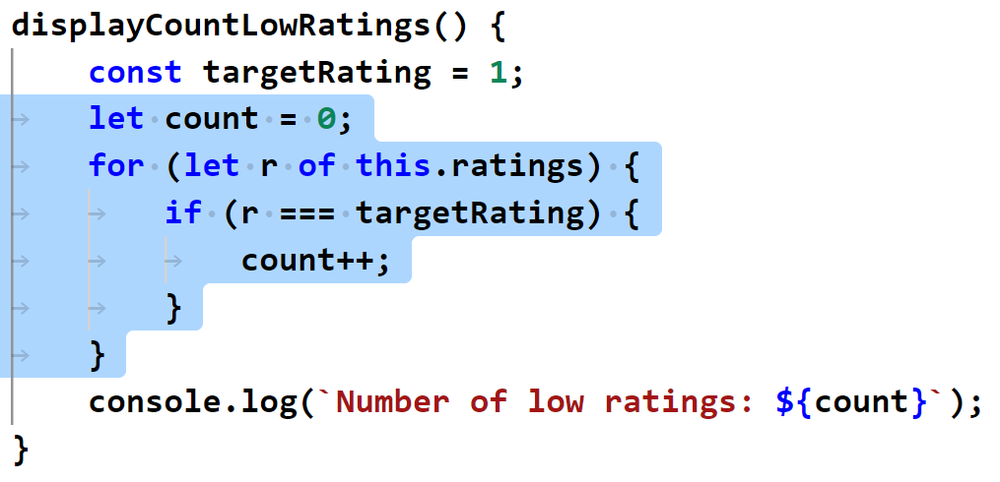 displayCountLowRatings() {
    const targetRating = 1;
    let count = 0;
    for (let r of this.ratings) {
        if (r === targetRating) {
            count++;
        }
    }
    console.log(`Number of low ratings: ${count}`);
}